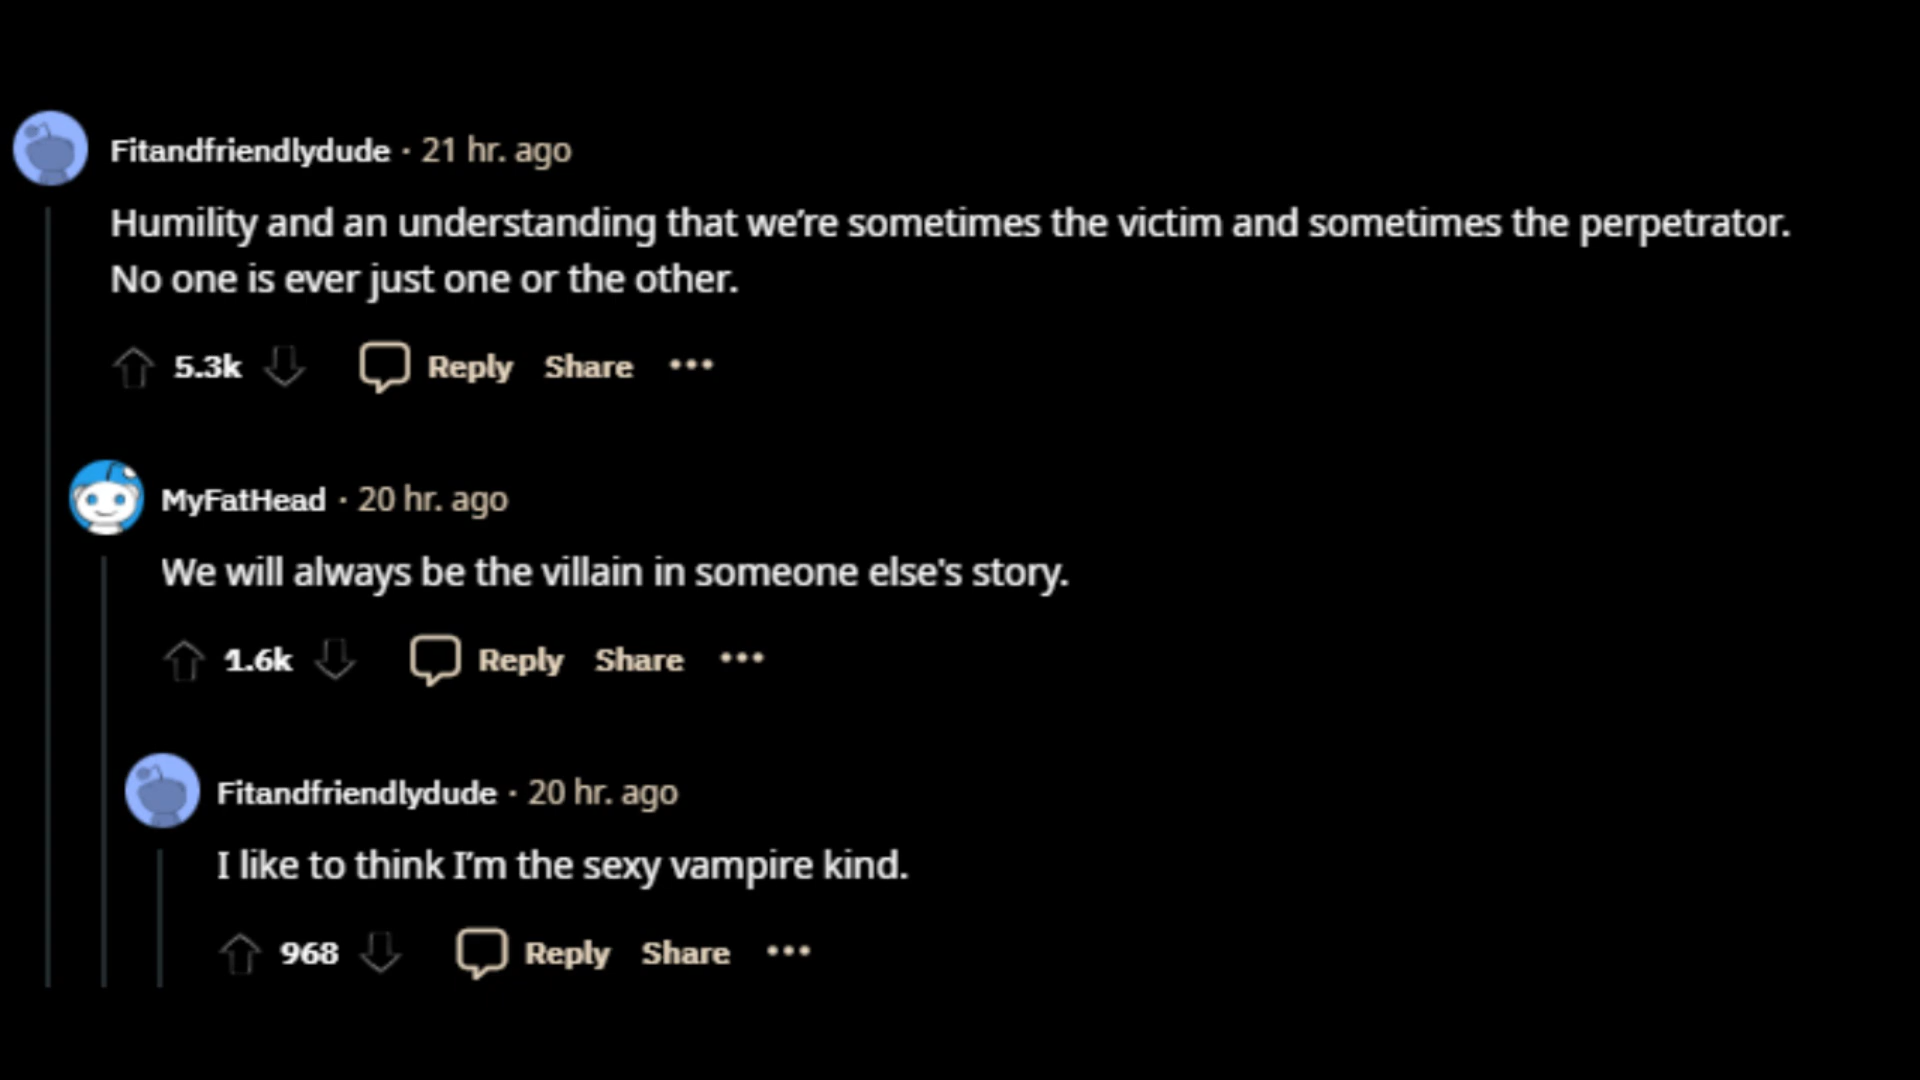 Fitandfriendlydude · 21 hr. ago
Humility and an understanding that we’re sometimes the victim and sometimes the perpetrator.
No one is ever just one or the other.
5.3k Reply Share •••
MyFatHead · 20 hr. ago
We will always be the villain in someone else's story.
1.6k Reply Share •••
Fitandfriendlydude · 20 hr. ago
I like to think I’m the sexy vampire kind.
968 Reply Share •••